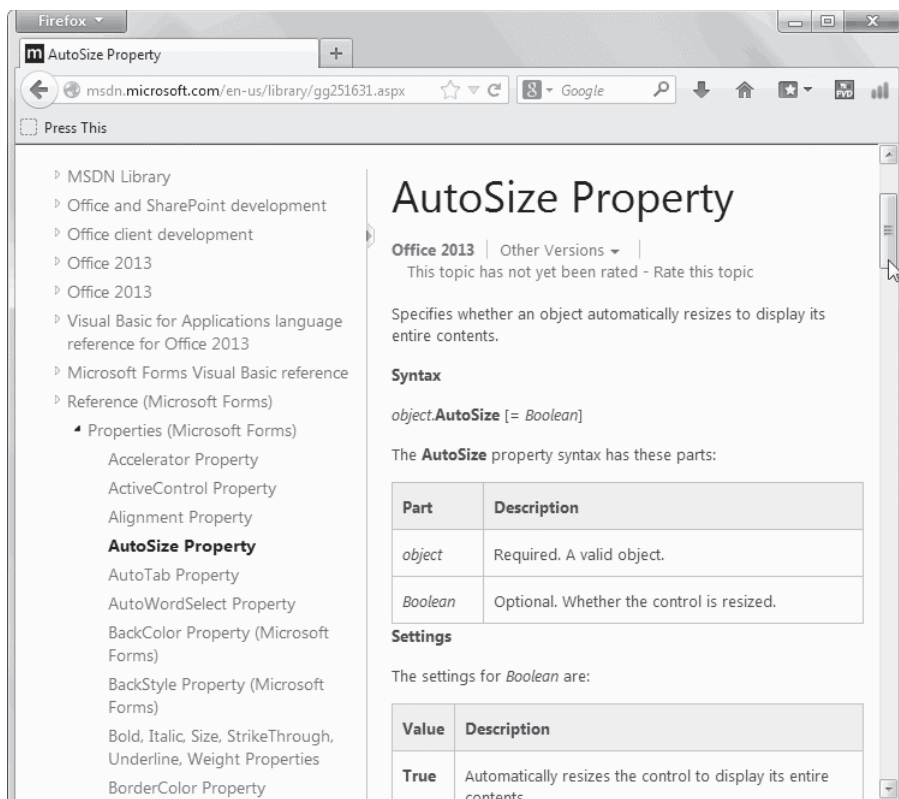 Firefox
m AutoSize Property
+
msdn.microsoft.com/en-us/library/gg251631.aspx
8 Google
FVD
Press This
MSDN Library
Office and SharePoint development
Office client development
Office 2013
Office 2013
Visual Basic for Applications language
reference for Office 2013
Microsoft Forms Visual Basic reference
Reference (Microsoft Forms)
Properties (Microsoft Forms)
Accelerator Property
ActiveControl Property
Alignment Property
AutoSize Property
AutoTab Property
AutoWordSelect Property
BackColor Property (Microsoft
Forms)
BackStyle Property (Microsoft
Forms)
Bold, Italic, Size, StrikeThrough,
Underline, Weight Properties
BorderColor Property
AutoSize Property
Office 2013 | Other Versions
This topic has not yet been rated - Rate this topic
Specifies whether an object automatically resizes to display its
entire contents.
Syntax
object.AutoSize [= Boolean]
The AutoSize property syntax has these parts:
Part Description
object Required. A valid object.
Boolean Optional. Whether the control is resized.
Settings
The settings for Boolean are:
Value Description
True Automatically resizes the control to display its entire
contents